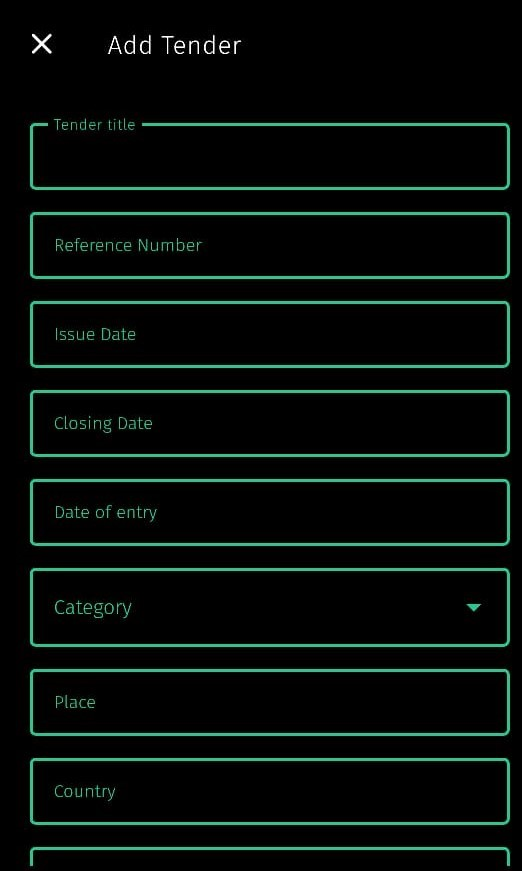 Add Tender
Tender title
Reference Number
Issue Date
Closing Date
Date of entry
Category
Place
Country